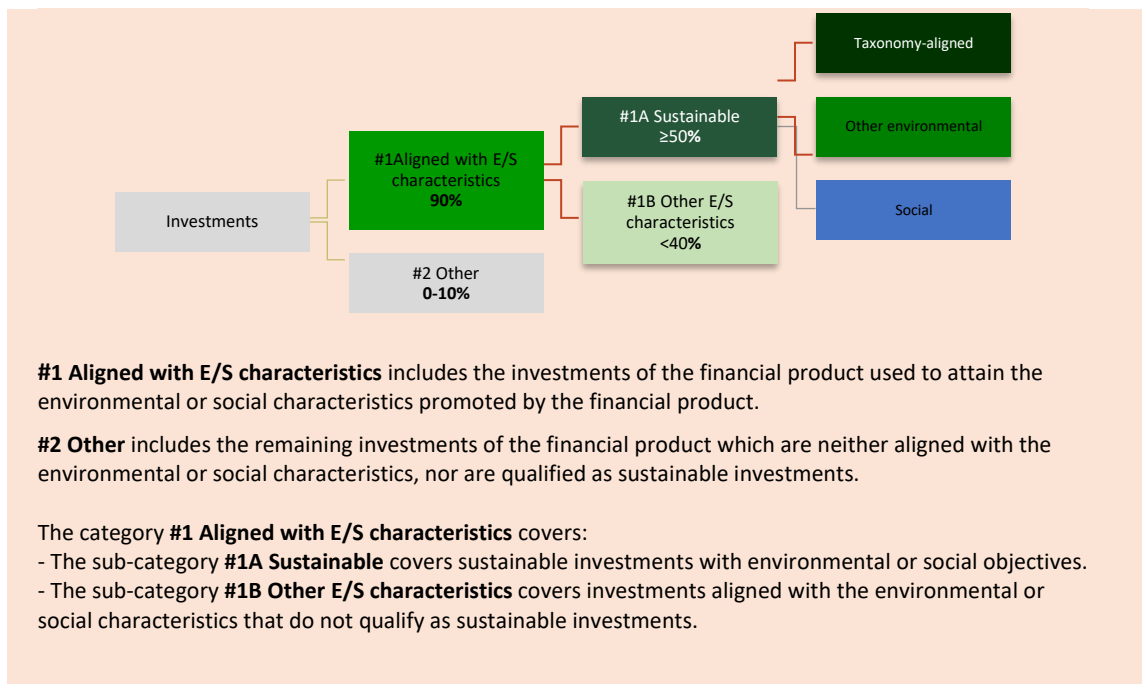 Taxonomy-aligned
#1A Sustainable
≥50%
Other environmental
#1Aligned with E/S
characteristics
90%
#1B Other E/S
characteristics
<40%
Social
Investments
#2 Other
0-10%
#1 Aligned with E/S characteristics includes the investments of the financial product used to attain the
environmental or social characteristics promoted by the financial product.
#2 Other includes the remaining investments of the financial product which are neither aligned with the
environmental or social characteristics, nor are qualified as sustainable investments.
The category #1 Aligned with E/S characteristics covers:
- The sub-category #1A Sustainable covers sustainable investments with environmental or social objectives.
- The sub-category #1B Other E/S characteristics covers investments aligned with the environmental or
social characteristics that do not qualify as sustainable investments.